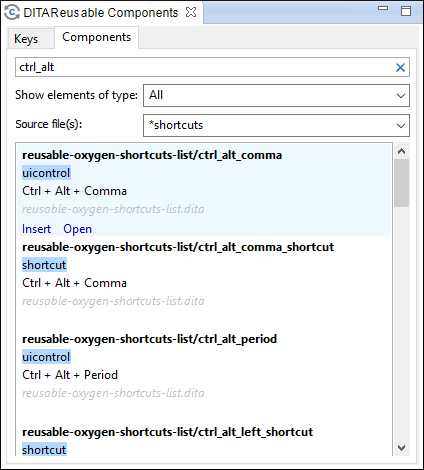 DITAReusable Components
Keys Components
ctrl_alt
Show elements of type: All
Source file(s): *shortcuts
reusable-oxygen-shortcuts-list/ctrl_alt_comma
uicontrol
Ctrl + Alt + Comma
reusable-oxygen-shortcuts-list.dita
Insert Open
reusable-oxygen-shortcuts-list/ctrl_alt_comma_shortcut
shortcut
Ctrl + Alt + Comma
reusable-oxygen-shortcuts-list.dita
reusable-oxygen-shortcuts-list/ctrl_alt_period
uicontrol
Ctrl + Alt + Period
reusable-oxygen-shortcuts-list.dita
reusable-oxygen-shortcuts-list/ctrl_alt_left_shortcut
shortcut